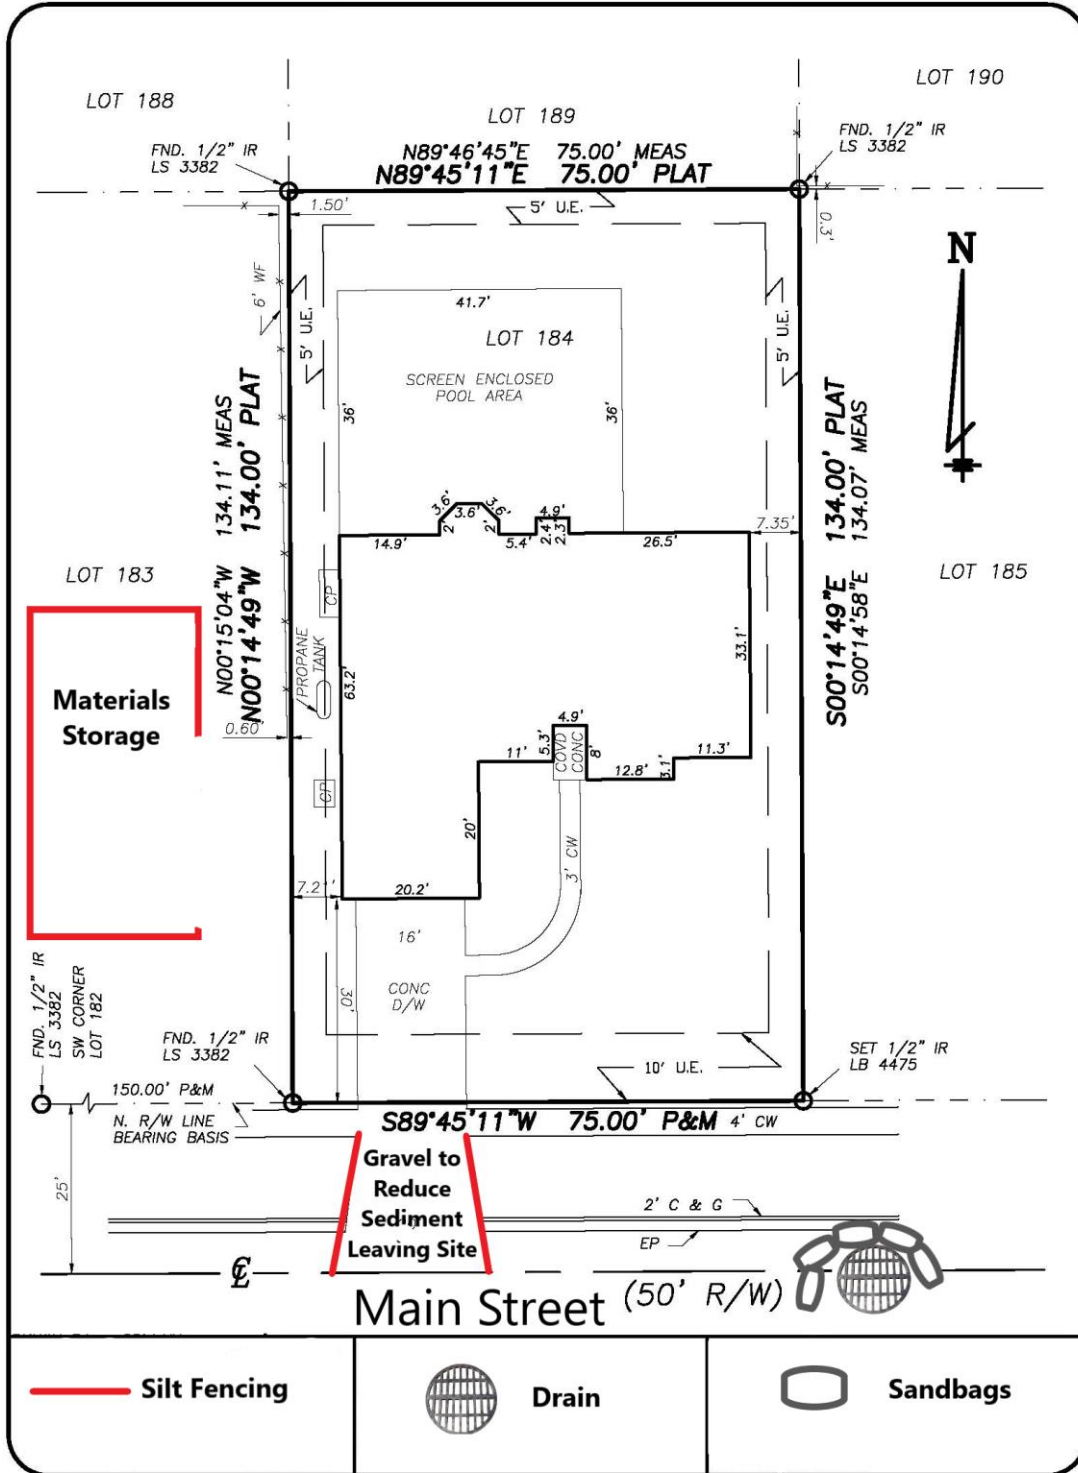 LOT 188
LOT 189
LOT 190
FND. 1/2" IR
LS 3382
N89°46'45"E 75.00' MEAS
N89°45'11"E 75.00' PLAT
FND. 1/2" IR
LS 3382
1.50'
5' U.E.
0.3'
N
6' WF
5' U.E.
41.7'
LOT 184
SCREEN ENCLOSED
POOL AREA
36'
36'
5' U.E.
N00°15'04"W 134.11' MEAS
N00°14'49"W 134.00' PLAT
S00°14'49"E 134.00' PLAT
S00°14'58"E 134.07' MEAS
3.6'
3.6'
3.6'
2'
2'
4.9'
2.4'
2.3'
14.9'
5.4'
26.5'
7.35'
LOT 183
LOT 185
CP
PROPANE
TANK
63.2'
33.1'
Materials
Storage
0.60'
4.9'
5.3'
COVD
CONC
8'
11'
12.8'
3.1'
11.3'
CP
20'
3' CW
7.21'
20.2'
16'
CONC
D/W
30'
FND. 1/2" IR
LS 3382
SW CORNER
LOT 182
FND. 1/2" IR
LS 3382
10' U.E.
SET 1/2" IR
LB 4475
150.00' P&M
N. R/W LINE
BEARING BASIS
S89°45'11"W 75.00' P&M
4' CW
25'
Gravel to
Reduce
Sediment
Leaving Site
2' C & G
EP
CL
Main Street (50' R/W)
Silt Fencing
Drain
Sandbags